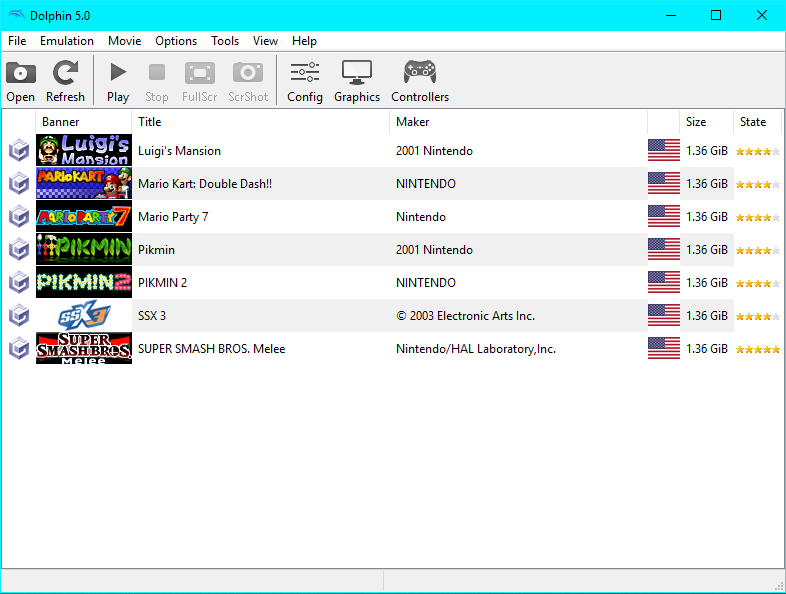 Dolphin 5.0
File Emulation Movie Options Tools View Help
Open Refresh Play Stop FullScr ScrShot Config Graphics Controllers
Banner Title Maker Size State
Luigi's Mansion Luigi's Mansion 2001 Nintendo 1.36 GiB
MARIO KART Mario Kart: Double Dash!! NINTENDO 1.36 GiB
MARIO PARTY 7 Mario Party 7 Nintendo 1.36 GiB
PIKMIN Pikmin 2001 Nintendo 1.36 GiB
PIKMIN 2 PIKMIN 2 NINTENDO 1.36 GiB
SSX 3 SSX 3 © 2003 Electronic Arts Inc. 1.36 GiB
SUPER SMASH BROS. Melee SUPER SMASH BROS. Melee Nintendo/HAL Laboratory,Inc. 1.36 GiB